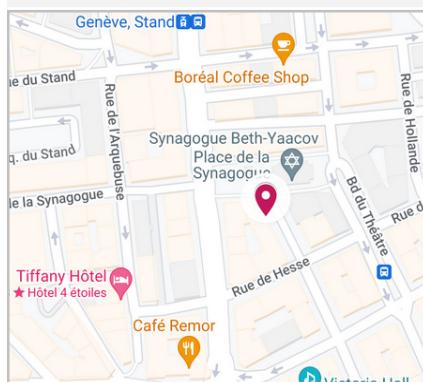 Genève, Stand
Boréal Coffee Shop
ue du Stand
Rue de l'Arquebuse
Rue de Hollande
Synagogue Beth-Yaacov
Place de la
Synagogue
q. du Stand
de la Synagogue
Bd du Théâtre
Rue d
Rue de Hesse
Tiffany Hôtel
★ Hôtel 4 étoiles
Café Remor
Victoria Hall